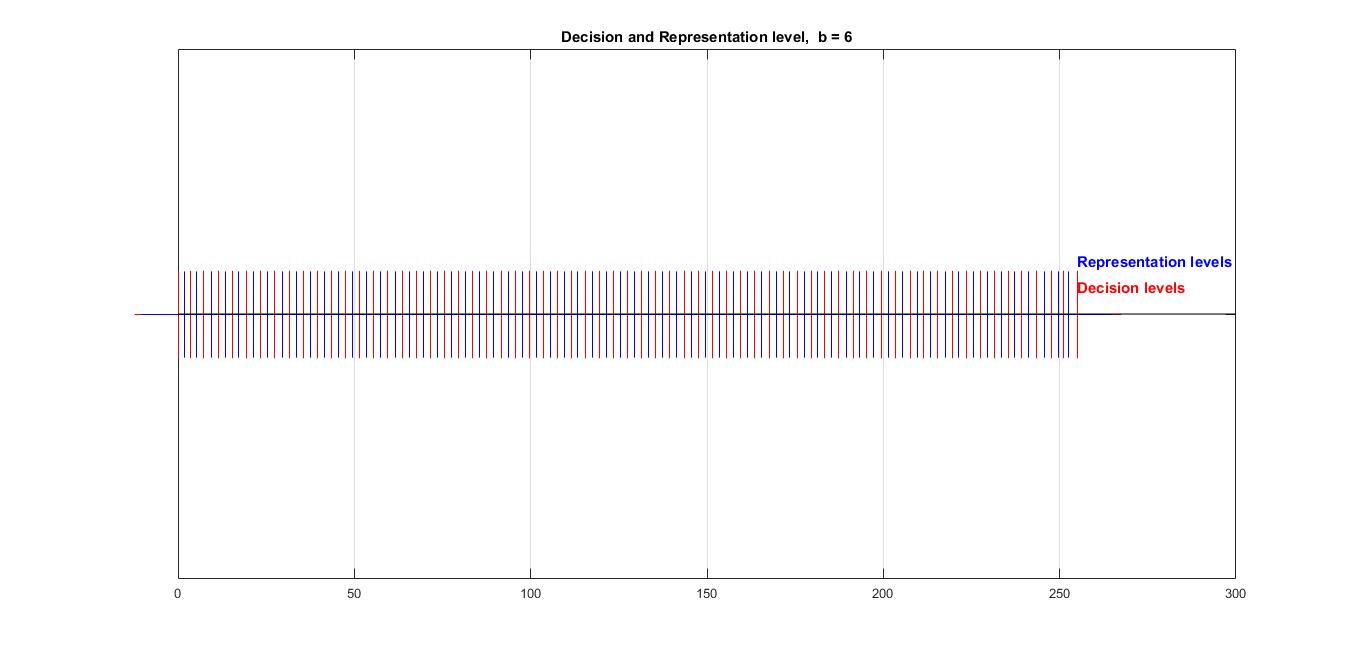 Decision and Representation level,  b = 6
Representation levels
Decision levels
0 50 100 150 200 250 300